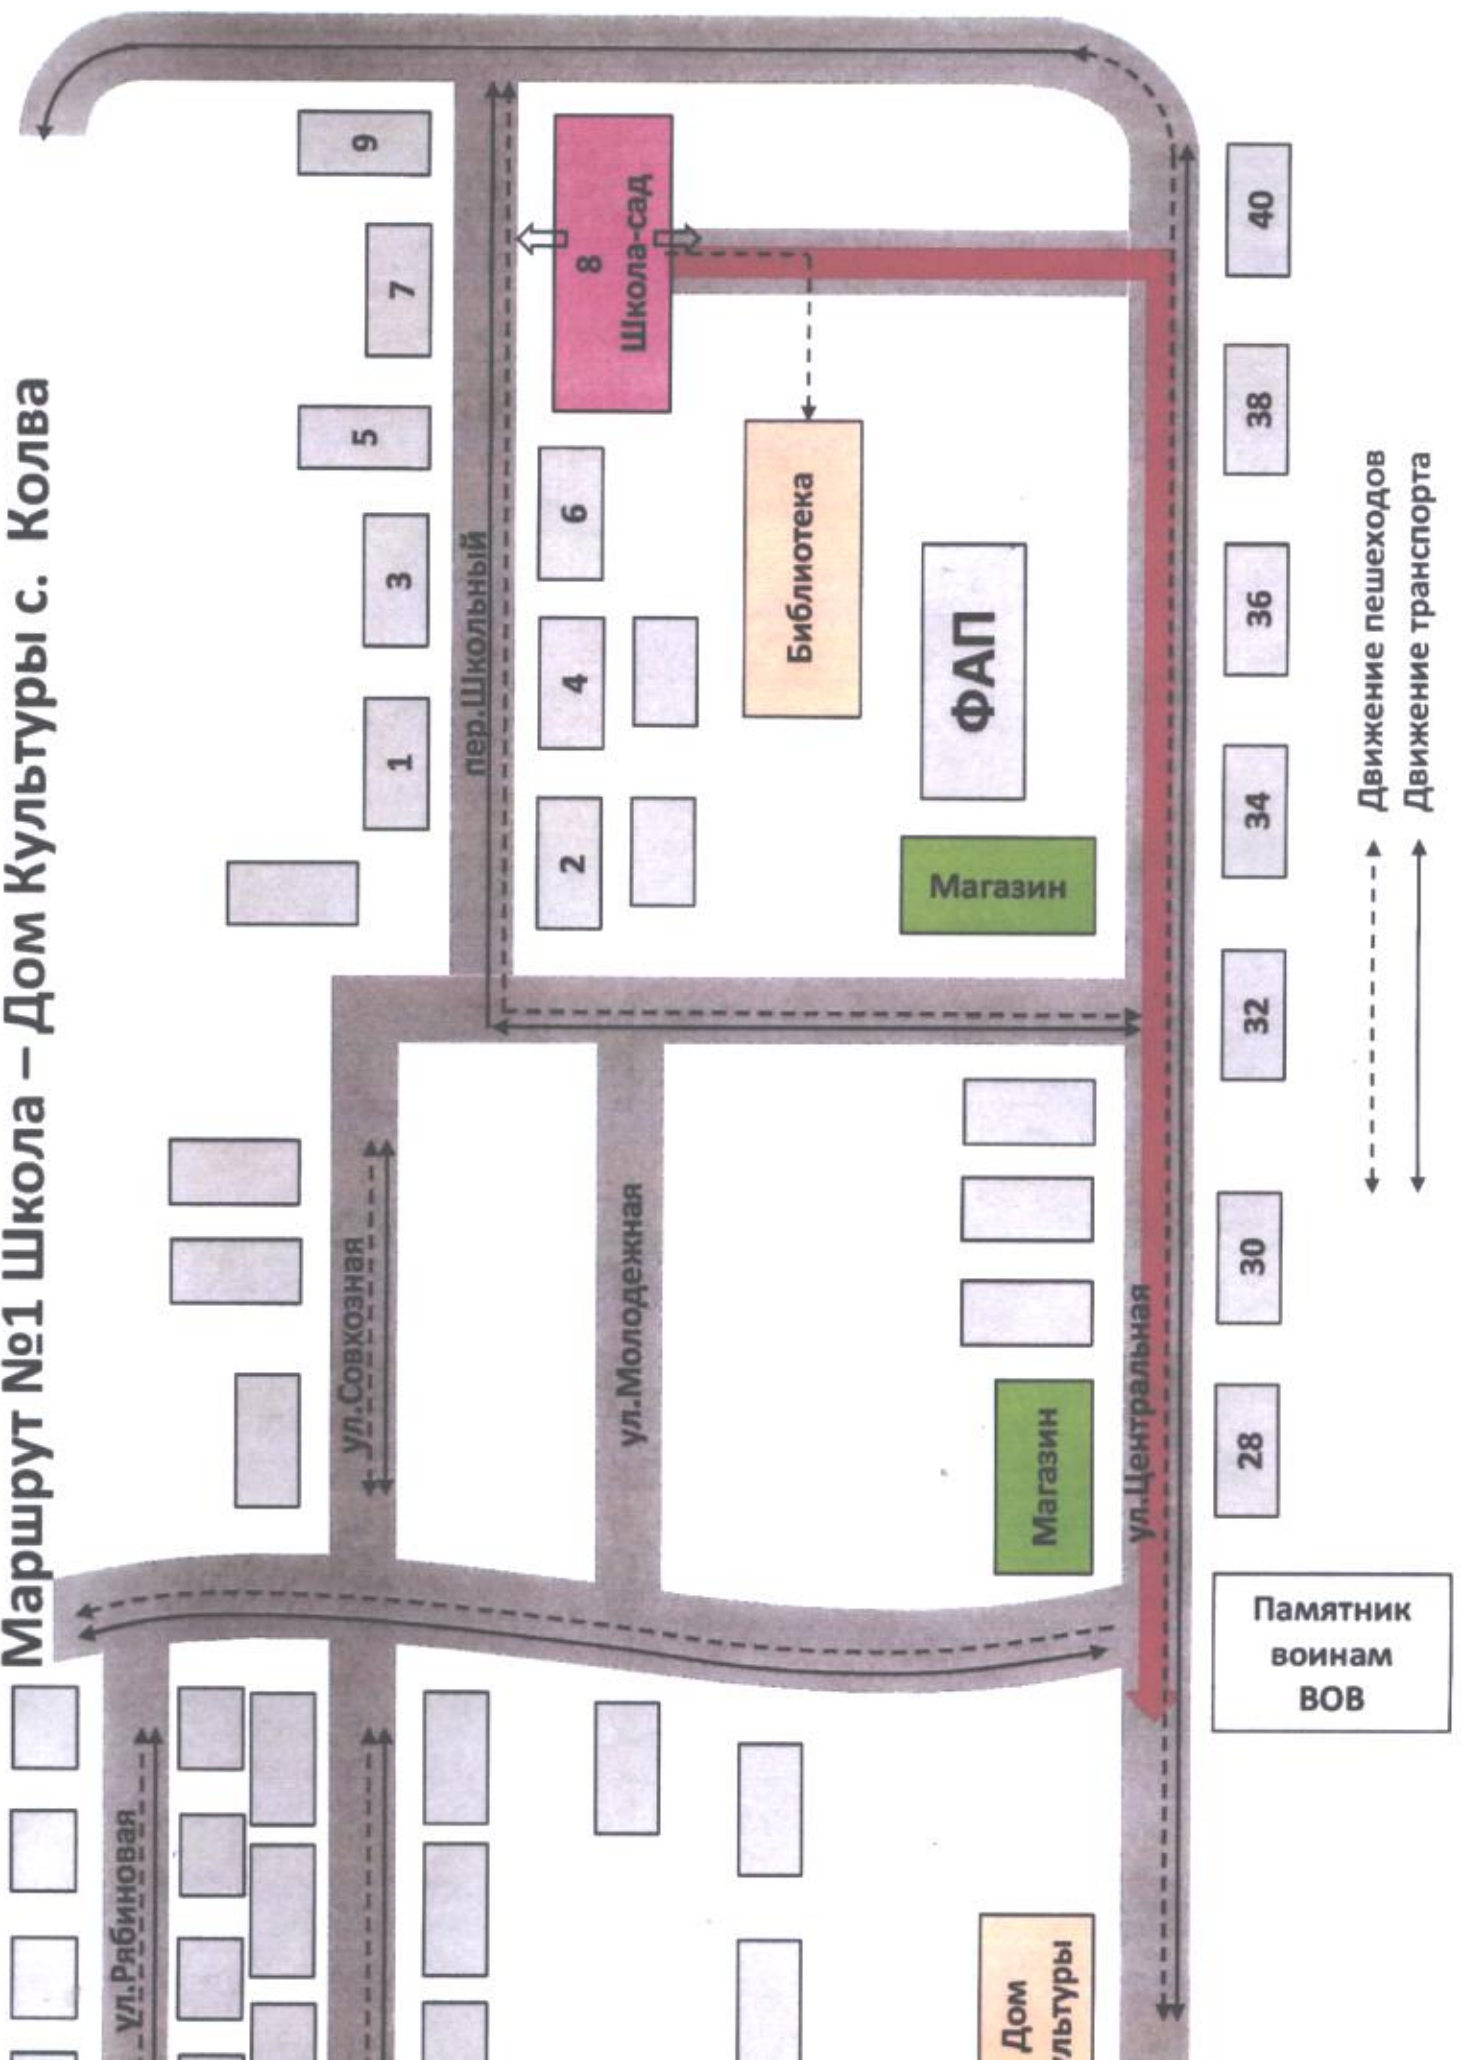 Маршрут №1 Школа – Дом Культуры с. Колва
ул.Рябиновая
ул.Совхозная
ул.Молодежная
пер.Школьный
1
3
5
7
9
2
4
6
8
Школа-сад
Библиотека
ФАП
Магазин
Магазин
ул.Центральная
Дом
ультуры
28
30
32
34
36
38
40
Памятник
воинам
ВОВ
Движение пешеходов
Движение транспорта